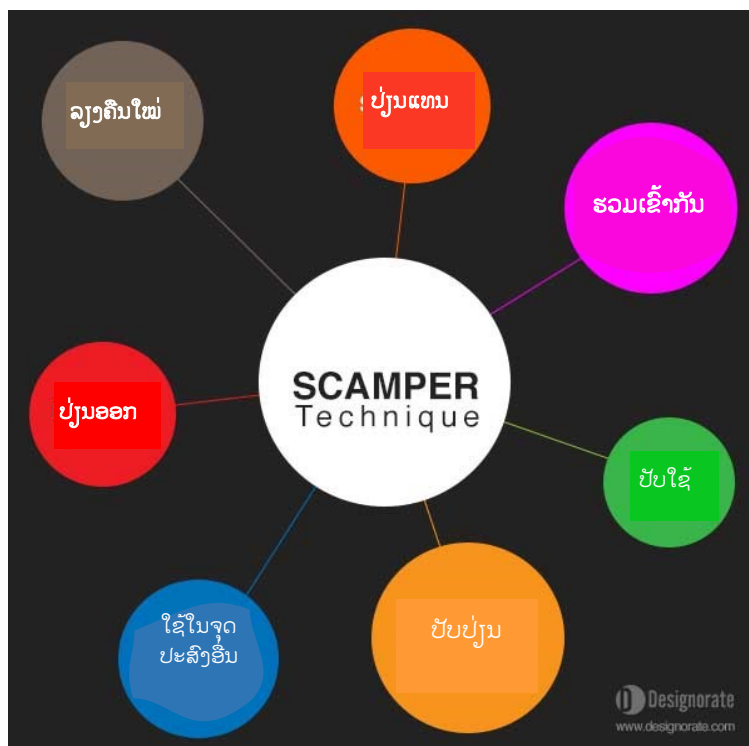 ລຽງຄືນໃໝ່
ປ່ຽນແທນ
ຮວມເຂົ້າກັນ
SCAMPER
Technique
ປ່ຽນອອກ
ປັບໃຊ້
ໃຊ້ໃນຈຸດ
ປະສົງອື່ນ
ປັບປ່ຽນ
Designorate
www.designorate.com